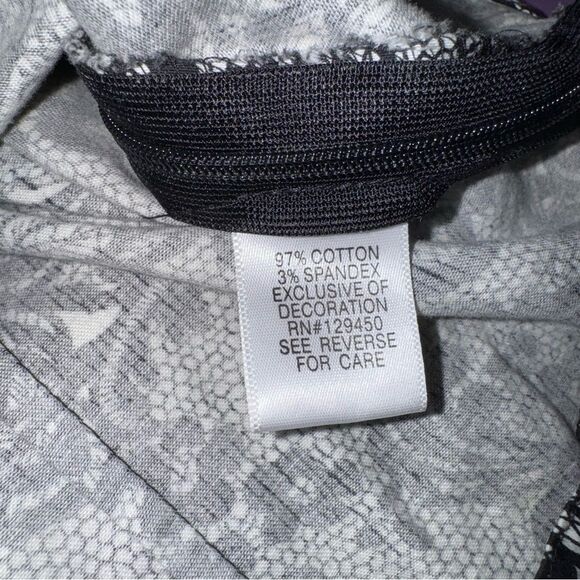 97% COTTON
3% SPANDEX
EXCLUSIVE OF
DECORATION
RN#129450
SEE REVERSE
FOR CARE